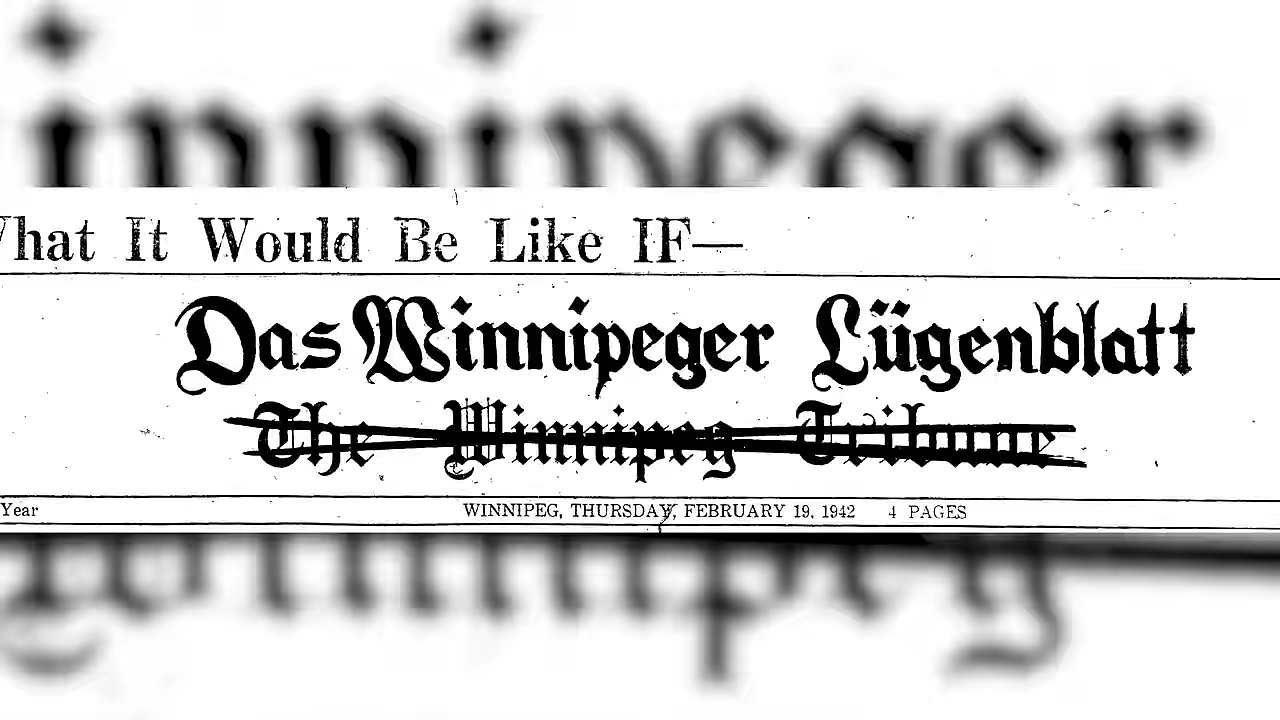 innipeger
What It Would Be Like IF—
Das Winnipeger Lügenblatt
The Winnipeg Tribune
Year
WINNIPEG, THURSDAY, FEBRUARY 19, 1942 4 PAGES
Winnipeg